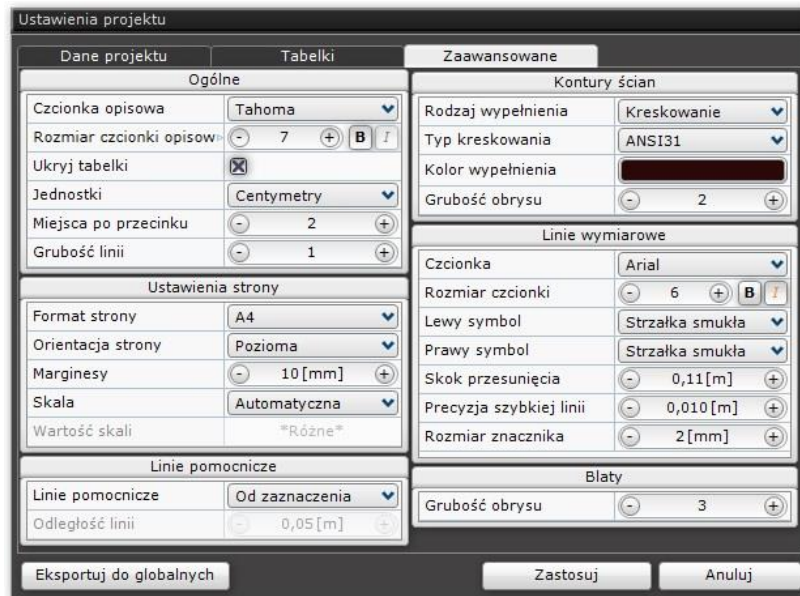 Ustawienia projektu
Dane projektu
Tabelki
Zaawansowane
Ogólne
Czcionka opisowa
Tahoma
Rozmiar czcionki opisow
- 7 + B I
Ukryj tabelki
Jednostki
Centymetry
Miejsca po przecinku
- 2 +
Grubość linii
- 1 +
Ustawienia strony
Format strony
A4
Orientacja strony
Pozioma
Marginesy
- 10[mm] +
Skala
Automatyczna
Wartość skali
*Różne*
Linie pomocnicze
Linie pomocnicze
Od zaznaczenia
Odległość linii
- 0,05[m] +
Kontury ścian
Rodzaj wypełnienia
Kreskowanie
Typ kreskowania
ANSI31
Kolor wypełnienia
Grubość obrysu
- 2 +
Linie wymiarowe
Czcionka
Arial
Rozmiar czcionki
- 6 + B I
Lewy symbol
Strzałka smukła
Prawy symbol
Strzałka smukła
Skok przesunięcia
- 0,11[m] +
Precyzja szybkiej linii
- 0,010[m] +
Rozmiar znacznika
- 2[mm] +
Blaty
Grubość obrysu
- 3 +
Eksportuj do globalnych
Zastosuj
Anuluj